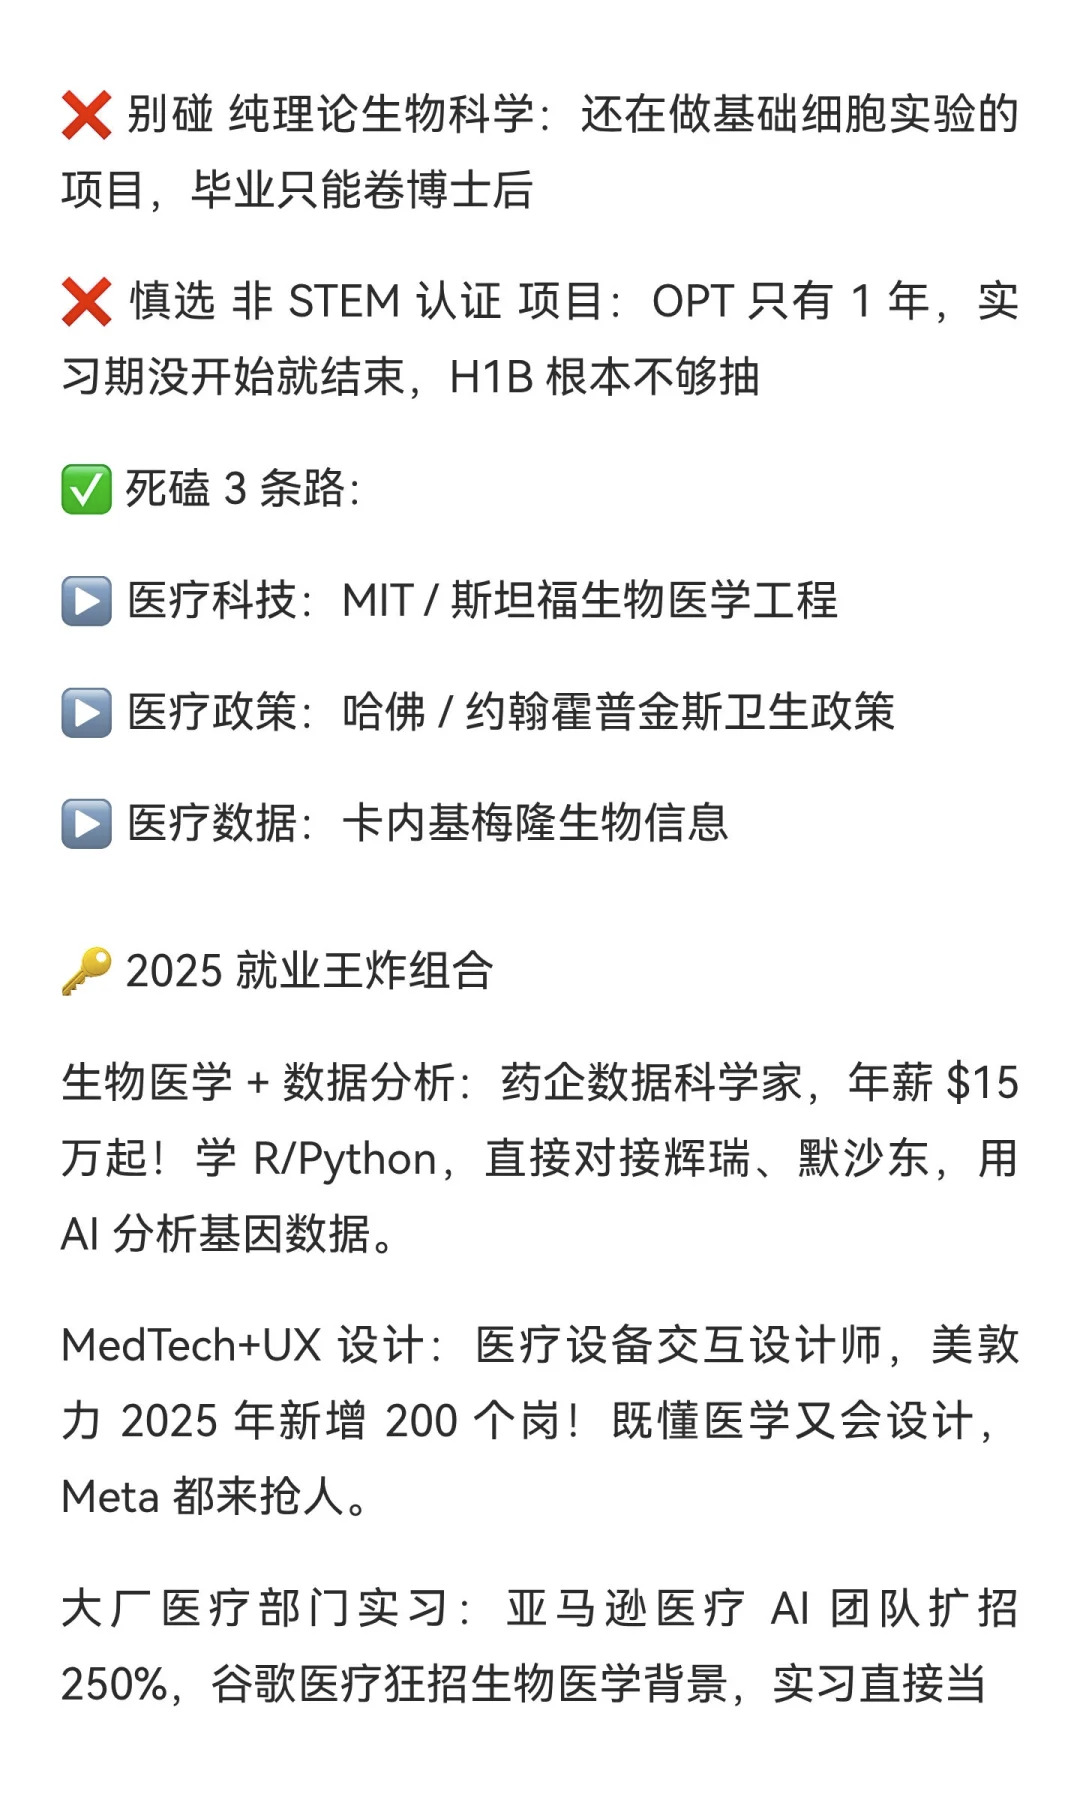 ❌ 别碰 纯理论生物科学：还在做基础细胞实验的
项目，毕业只能卷博士后
❌ 慎选 非 STEM 认证 项目：OPT 只有 1 年，实
习期没开始就结束，H1B 根本不够抽
✅ 死磕 3 条路：
▶️ 医疗科技：MIT / 斯坦福生物医学工程
▶️ 医疗政策：哈佛 / 约翰霍普金斯卫生政策
▶️ 医疗数据：卡内基梅隆生物信息
🔑 2025 就业王炸组合
生物医学 + 数据分析：药企数据科学家，年薪 $15
万起！学 R/Python，直接对接辉瑞、默沙东，用
AI 分析基因数据。
MedTech+UX 设计：医疗设备交互设计师，美敦
力 2025 年新增 200 个岗！既懂医学又会设计，
Meta 都来抢人。
大厂医疗部门实习：亚马逊医疗 AI 团队扩招
250%，谷歌医疗狂招生物医学背景，实习直接当